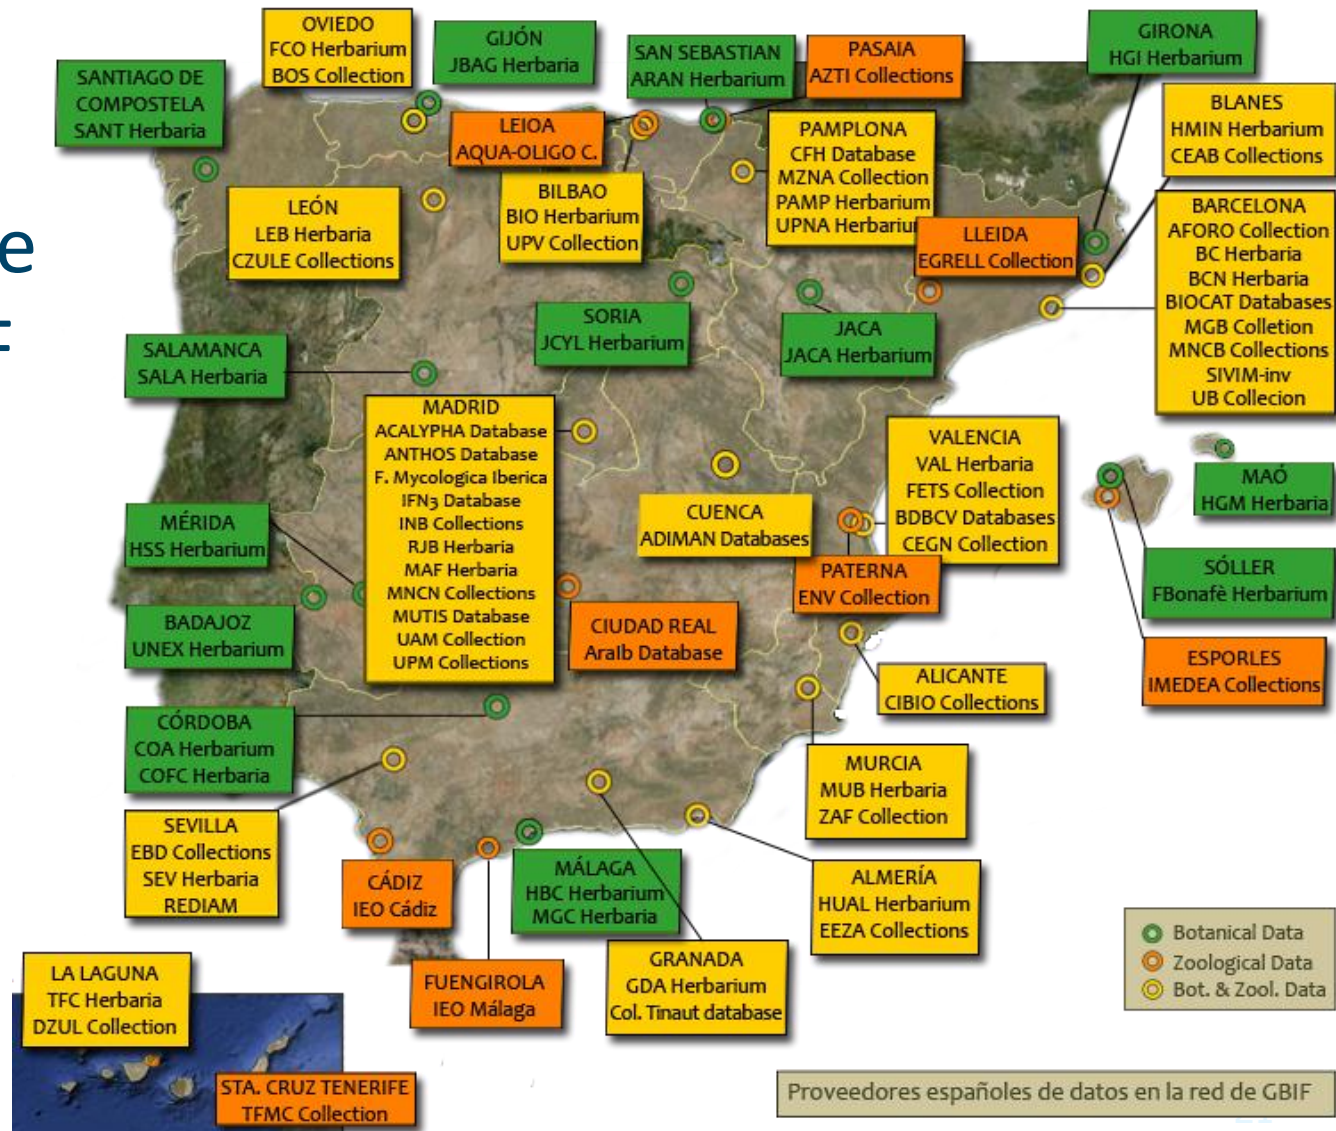 OVIEDO
FCO Herbarium
BOS Collection
GIJÓN
JBAG Herbaria
SAN SEBASTIAN
ARAN Herbarium
PASAIA
AZTI Collections
GIRONA
HGI Herbarium
SANTIAGO DE
COMPOSTELA
SANT Herbaria
LEIOA
AQUA-OLIGO C.
PAMPLONA
CFH Database
MZNA Collection
PAMP Herbarium
UPNA Herbarium
BLANES
HMIN Herbarium
CEAB Collections
LEÓN
LEB Herbaria
CZULE Collections
BILBAO
BIO Herbarium
UPV Collection
LLEIDA
EGRELL Collection
BARCELONA
AFORO Collection
BC Herbaria
BCN Herbaria
BIOCAT Databases
MGB Colletion
MNCB Collections
SIVIM-inv
UB Collecion
e
SORIA
JCYL Herbarium
JACA
JACA Herbarium
SALAMANCA
SALA Herbaria
MADRID
ACALYPHA Database
ANTHOS Database
F. Mycologica Iberica
IFN3 Database
INB Collections
RJB Herbaria
MAF Herbaria
MNCN Collections
MUTIS Database
UAM Collection
UPM Collections
CUENCA
ADIMAN Databases
VALENCIA
VAL Herbaria
FETS Collection
BDBCV Databases
CEGN Collection
MAÓ
HGM Herbaria
MÉRIDA
HSS Herbarium
PATERNA
ENV Collection
SÓLLER
FBonafè Herbarium
BADAJOZ
UNEX Herbarium
CIUDAD REAL
AraIb Database
ESPORLES
IMEDEA Collections
ALICANTE
CIBIO Collections
CÓRDOBA
COA Herbarium
COFC Herbaria
MURCIA
MUB Herbaria
ZAF Collection
SEVILLA
EBD Collections
SEV Herbaria
REDIAM
CÁDIZ
IEO Cádiz
MÁLAGA
HBC Herbarium
MGC Herbaria
ALMERÍA
HUAL Herbarium
EEZA Collections
FUENGIROLA
IEO Málaga
GRANADA
GDA Herbarium
Col. Tinaut database
LA LAGUNA
TFC Herbaria
DZUL Collection
STA. CRUZ TENERIFE
TFMC Collection
Botanical Data
Zoological Data
Bot. & Zool. Data
Proveedores españoles de datos en la red de GBIF